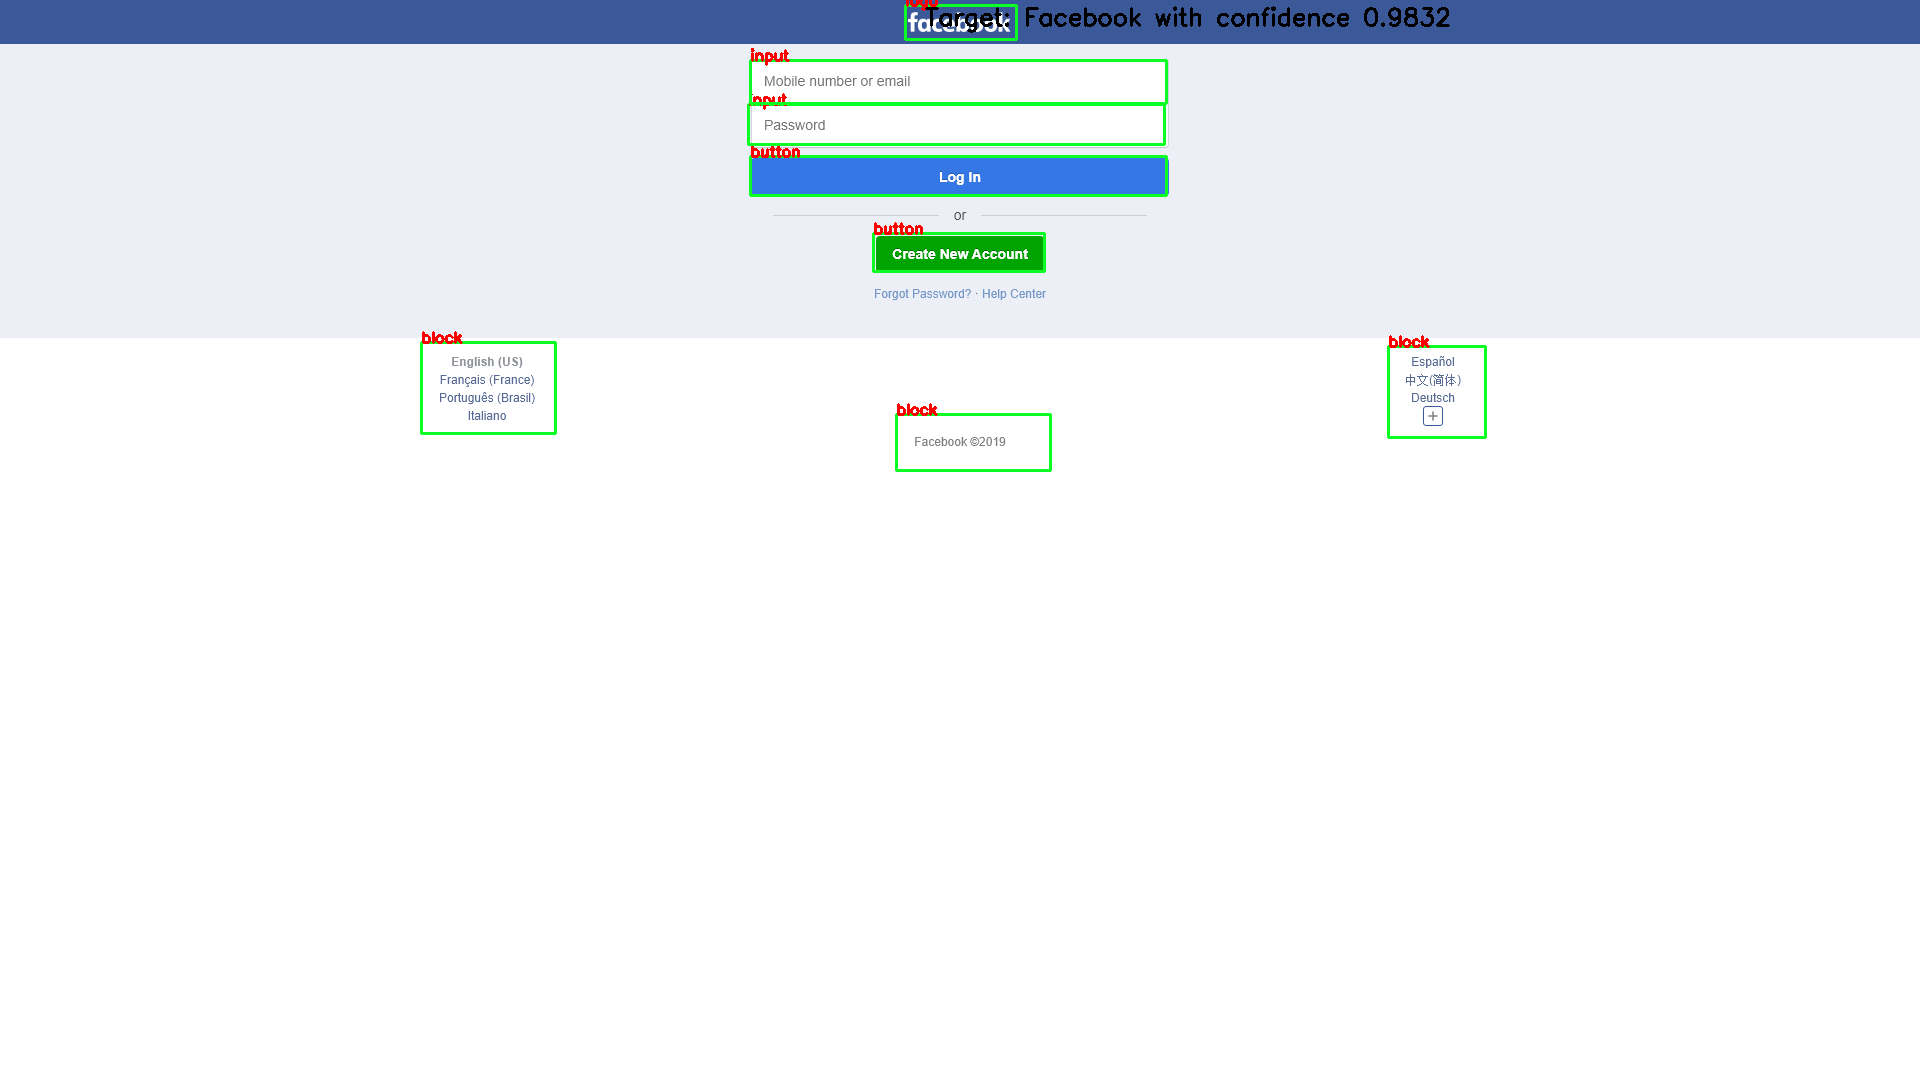 logo
facebook
Target: Facebook with confidence 0.9832
input
Mobile number or email
input
Password
button
Log In
or
button
Create New Account
Forgot Password? · Help Center
block
English (US)
Français (France)
Português (Brasil)
Italiano
block
Español
中文(简体)
Deutsch
block
Facebook ©2019